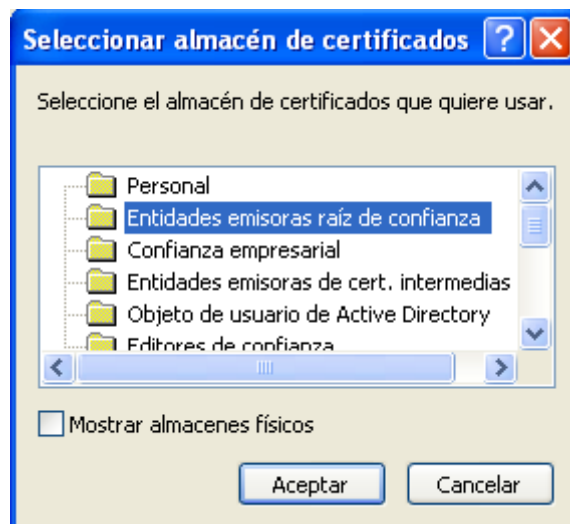 Seleccionar almacén de certificados
Seleccione el almacén de certificados que quiere usar.
Personal
Entidades emisoras raíz de confianza
Confianza empresarial
Entidades emisoras de cert. intermedias
Objeto de usuario de Active Directory
Editores de confianza
Mostrar almacenes físicos
Aceptar Cancelar